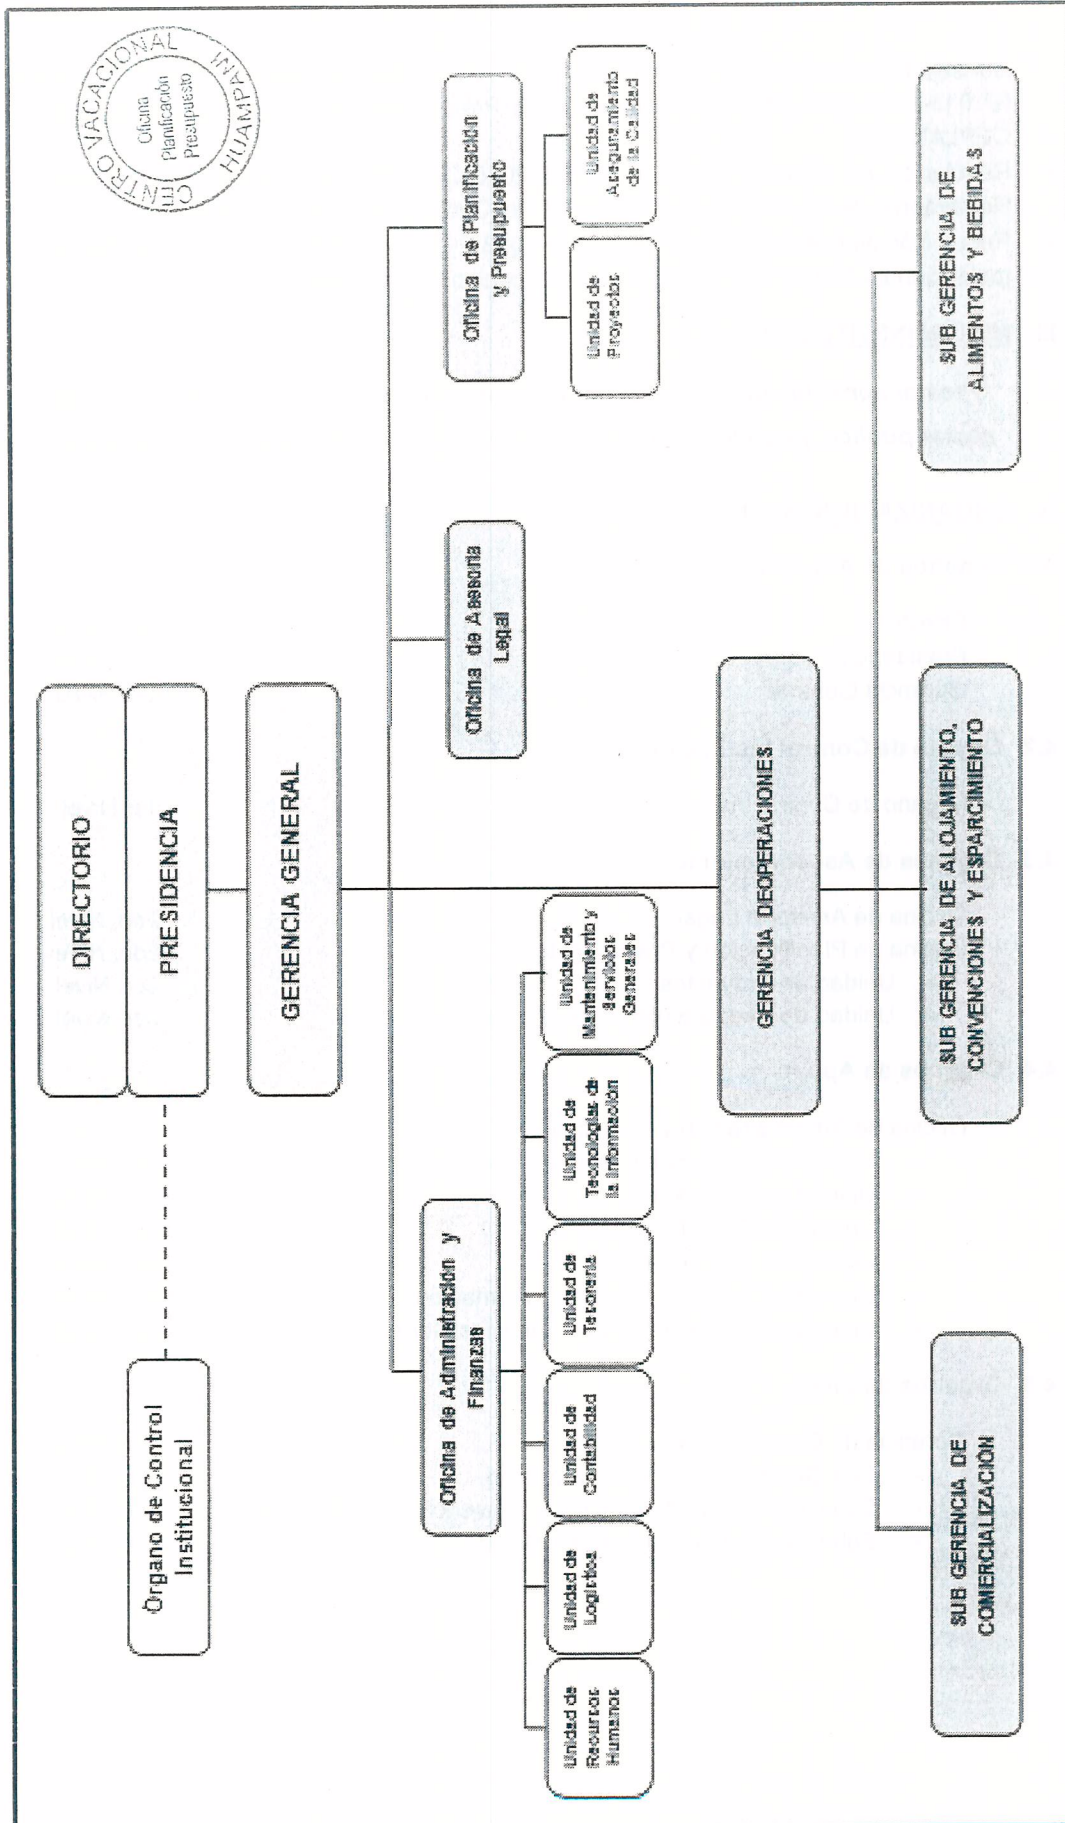 CENTRO VACACIONAL
HUAMPANI
Oficina
Planificación
Presupuesto
DIRECTORIO
PRESIDENCIA
Organo de Control
Institucional
GERENCIA GENERAL
Oficina de Administración y
Finanzas
Oficina de Asesoria
Legal
Oficina de Planificación
y Presupuesto
Unidad de
Recursos
Humanos
Unidad de
Logistica
Unidad de
Contabilidad
Unidad de
Tesorería
Unidad de
Tecnologías de
la Información
Unidad de
Mantenimiento y
Servicios
Generales
Unidad de
Proyectos
Unidad de
Aseguramiento
de la Calidad
GERENCIA DEOPERACIONES
SUB GERENCIA DE
COMERCIALIZACIÓN
SUB GERENCIA DE ALOJAMIENTO,
CONVENCIONES Y ESPARCIMIENTO
SUB GERENCIA DE
ALIMENTOS Y BEBIDAS